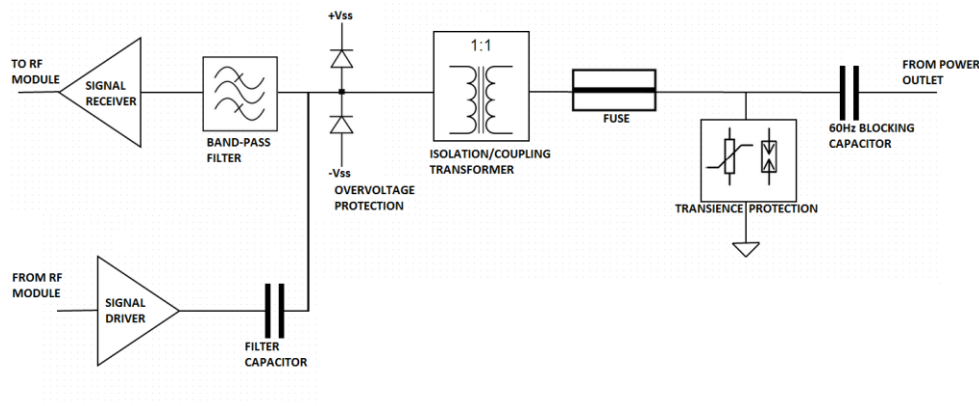 +Vss
TO RF
MODULE
SIGNAL
RECEIVER
BAND-PASS
FILTER
-Vss
OVERVOLTAGE
PROTECTION
1:1
ISOLATION/COUPLING
TRANSFORMER
FUSE
FROM POWER
OUTLET
60Hz BLOCKING
CAPACITOR
TRANSIENCE PROTECTION
FROM RF
MODULE
SIGNAL
DRIVER
FILTER
CAPACITOR